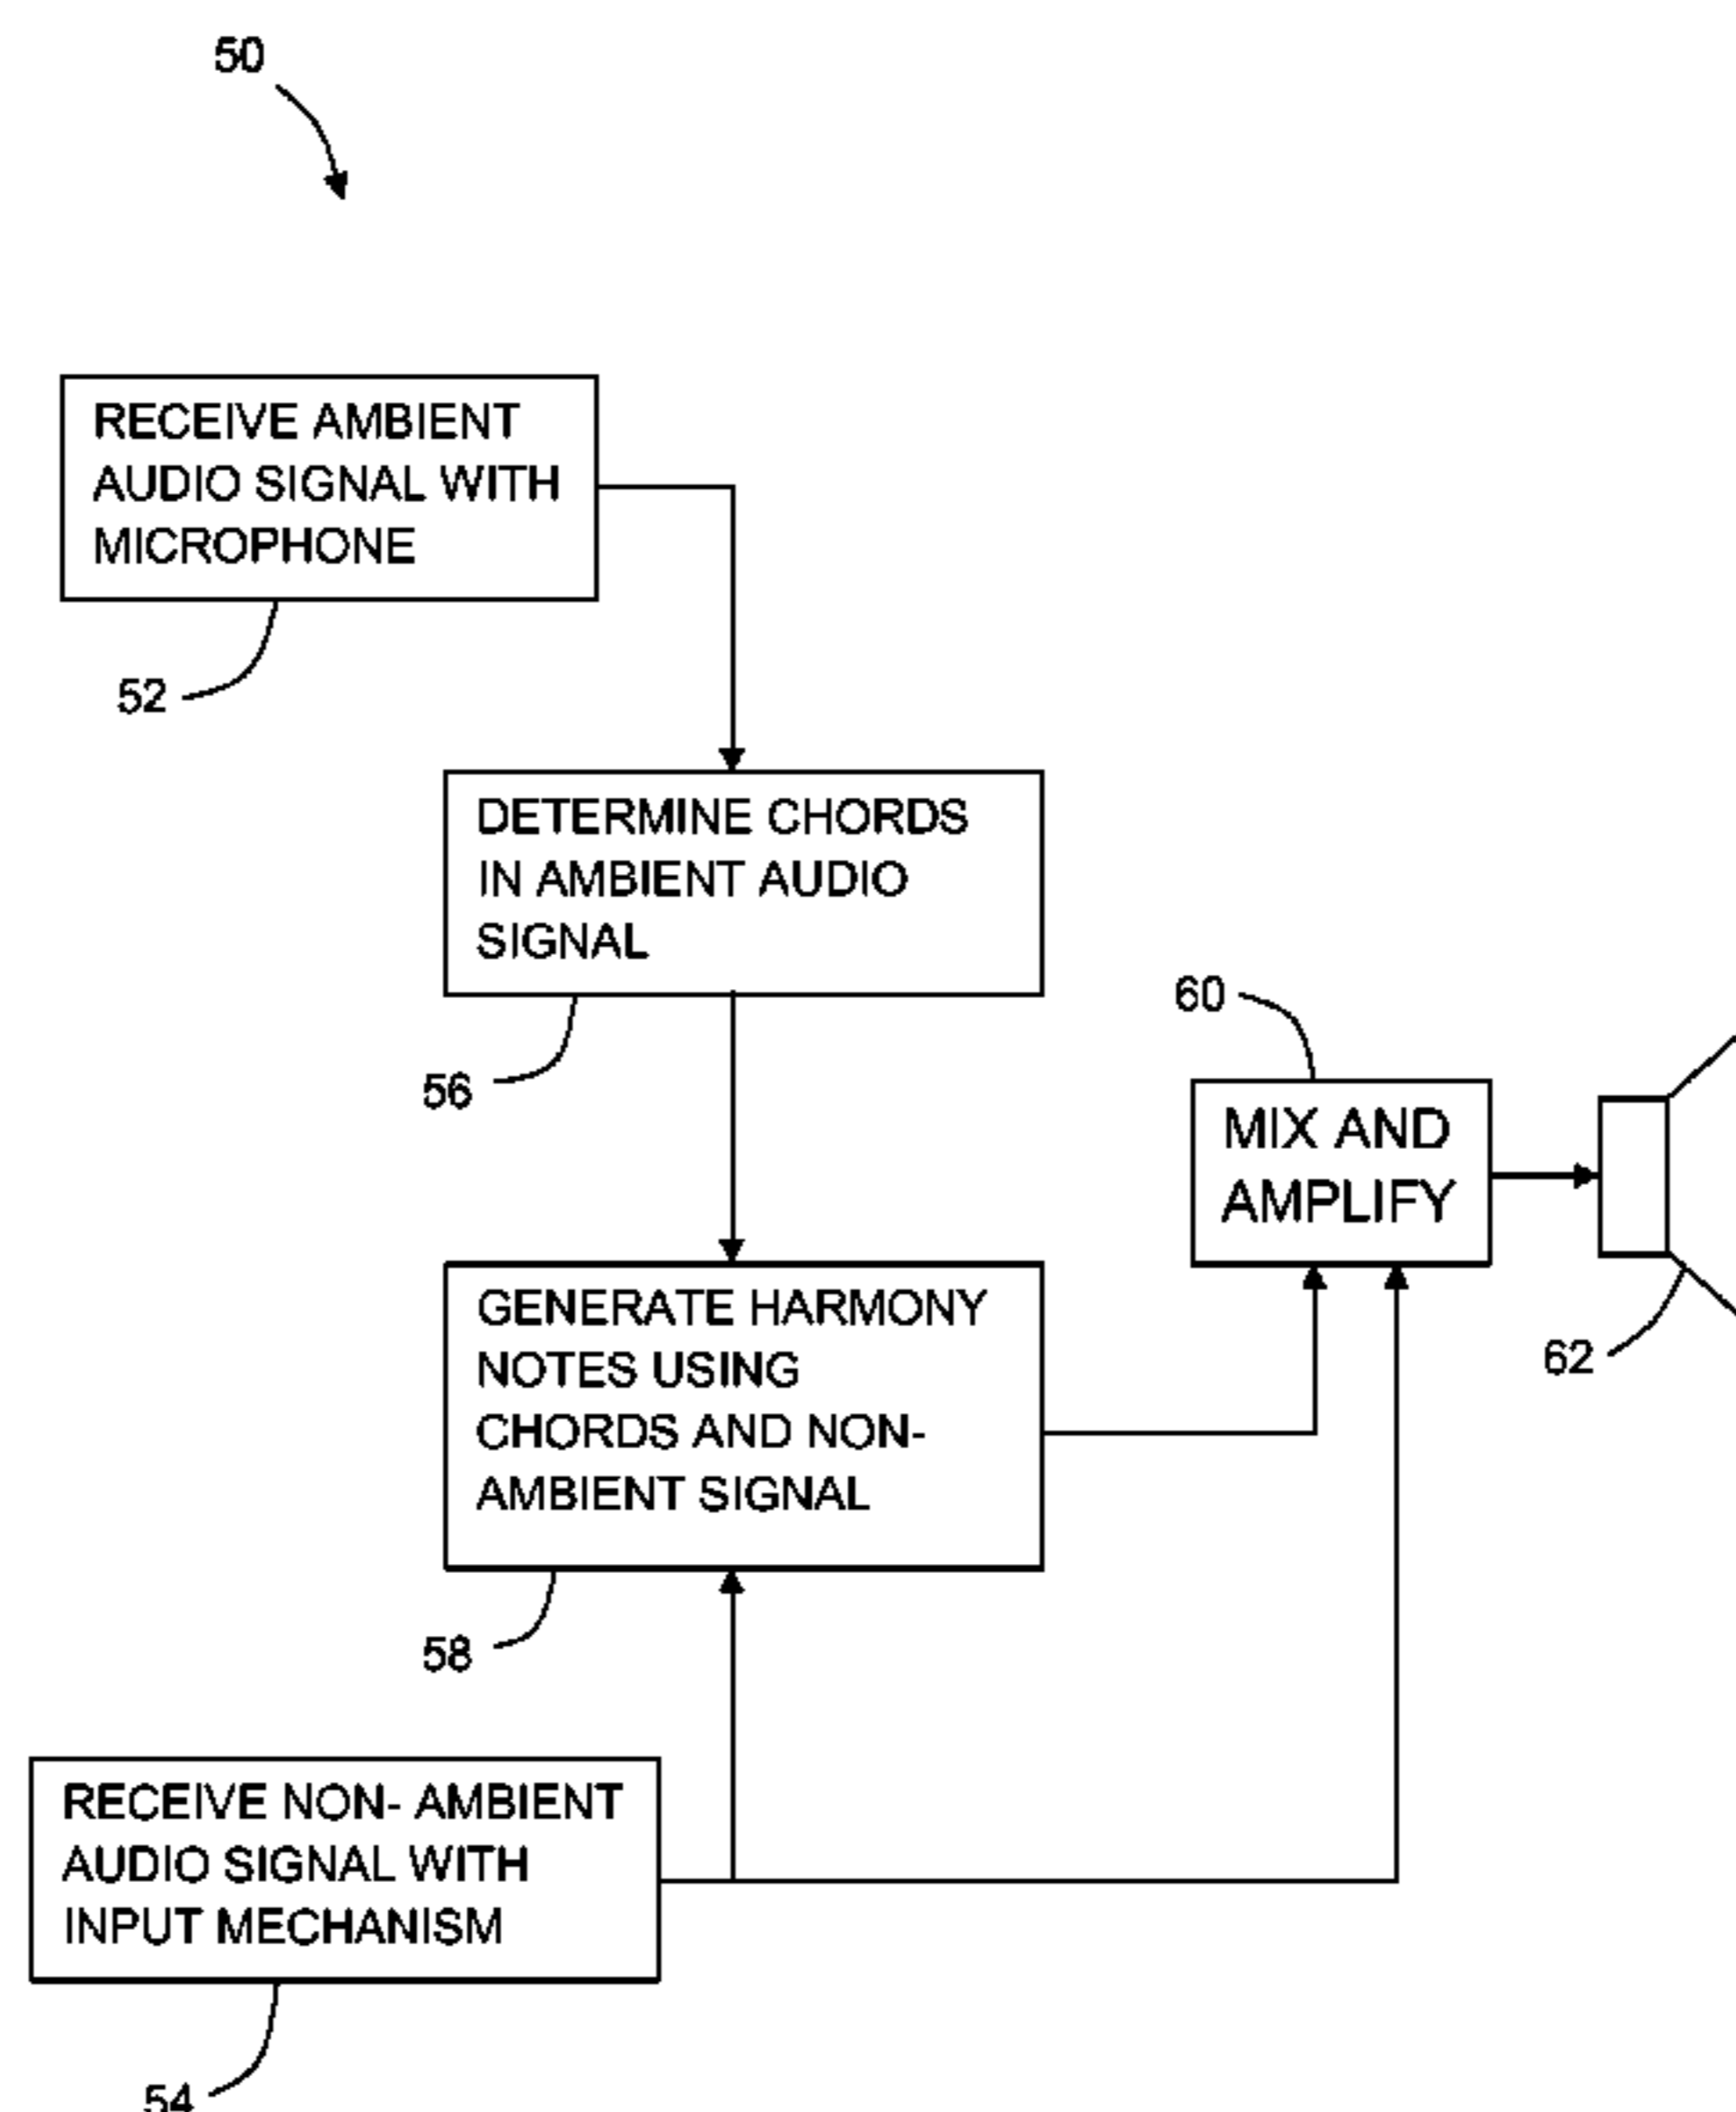 50
RECEIVE AMBIENT
AUDIO SIGNAL WITH
MICROPHONE
52
DETERMINE CHORDS
IN AMBIENT AUDIO
SIGNAL
56
60
MIX AND
AMPLIFY
62
GENERATE HARMONY
NOTES USING
CHORDS AND NON-
AMBIENT SIGNAL
58
RECEIVE NON- AMBIENT
AUDIO SIGNAL WITH
INPUT MECHANISM
54